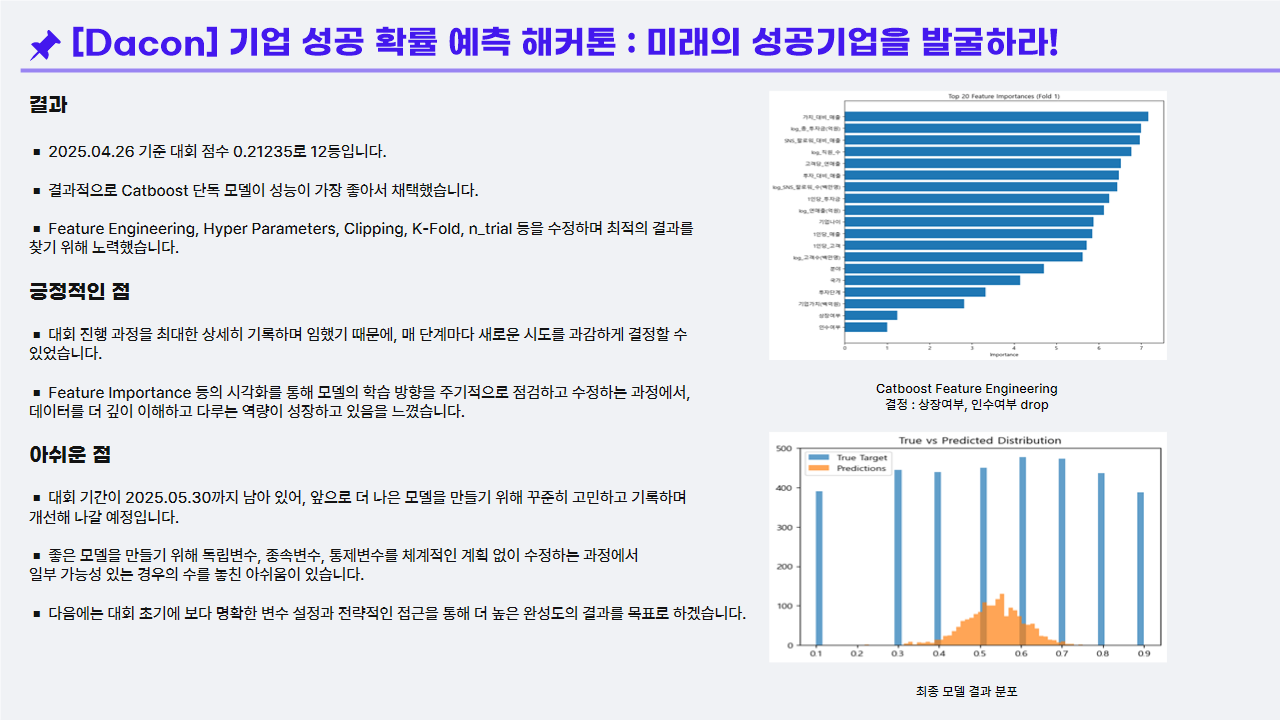 [Dacon] 기업 성공 확률 예측 해커톤 : 미래의 성공기업을 발굴하라!
결과
▪ 2025.04.26 기준 대회 점수 0.21235로 12등입니다.
▪ 결과적으로 Catboost 단독 모델이 성능이 가장 좋아서 채택했습니다.
▪ Feature Engineering, Hyper Parameters, Clipping, K-Fold, n_trial 등을 수정하며 최적의 결과를
찾기 위해 노력했습니다.
긍정적인 점
▪ 대회 진행 과정을 최대한 상세히 기록하며 임했기 때문에, 매 단계마다 새로운 시도를 과감하게 결정할 수
있었습니다.
▪ Feature Importance 등의 시각화를 통해 모델의 학습 방향을 주기적으로 점검하고 수정하는 과정에서,
데이터를 더 깊이 이해하고 다루는 역량이 성장하고 있음을 느꼈습니다.
아쉬운 점
▪ 대회 기간이 2025.05.30까지 남아 있어, 앞으로 더 나은 모델을 만들기 위해 꾸준히 고민하고 기록하며
개선해 나갈 예정입니다.
▪ 좋은 모델을 만들기 위해 독립변수, 종속변수, 통제변수를 체계적인 계획 없이 수정하는 과정에서
일부 가능성 있는 경우의 수를 놓친 아쉬움이 있습니다.
▪ 다음에는 대회 초기에 보다 명확한 변수 설정과 전략적인 접근을 통해 더 높은 완성도의 결과를 목표로 하겠습니다.
Top 20 Feature Importances (Fold 1)
가치_대비_매출
log_총_투자금(억원)
SNS_팔로워_대비_매출
log_직원_수
고객당_연매출
투자_대비_매출
log_SNS_팔로워_수(백만명)
1인당_투자금
log_연매출(억원)
기업나이
1인당_매출
1인당_고객
log_고객수(백만명)
분야
국가
투자단계
기업가치(백억원)
상장여부
인수여부
0 1 2 3 4 5 6 7
Importance
Catboost Feature Engineering
결정 : 상장여부, 인수여부 drop
True vs Predicted Distribution
True Target
Predictions
500
400
300
200
100
0
0.1 0.2 0.3 0.4 0.5 0.6 0.7 0.8 0.9
최종 모델 결과 분포